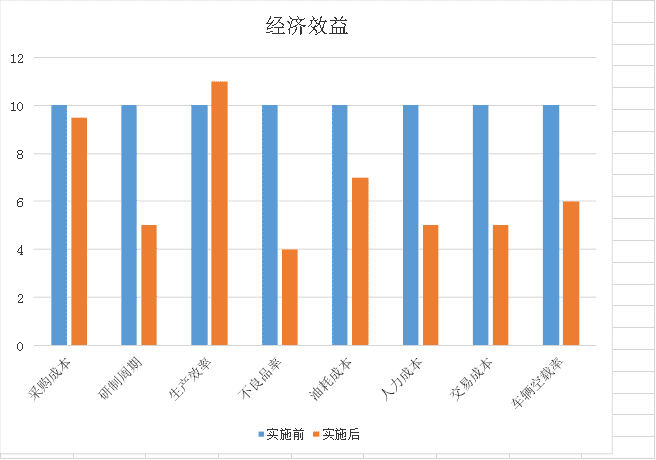 经济效益
12
10
8
6
4
2
0
采购成本
研制周期
生产效率
不良品率
油耗成本
人力成本
交易成本
车辆空载率
实施前 实施后